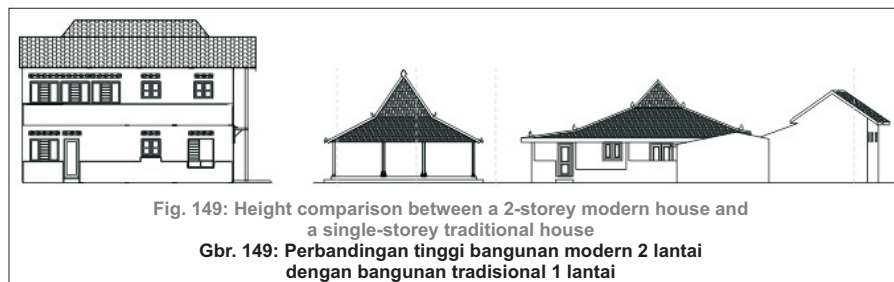 Fig. 149: Height comparison between a 2-storey modern house and
a single-storey traditional house
Gbr. 149: Perbandingan tinggi bangunan modern 2 lantai
dengan bangunan tradisional 1 lantai